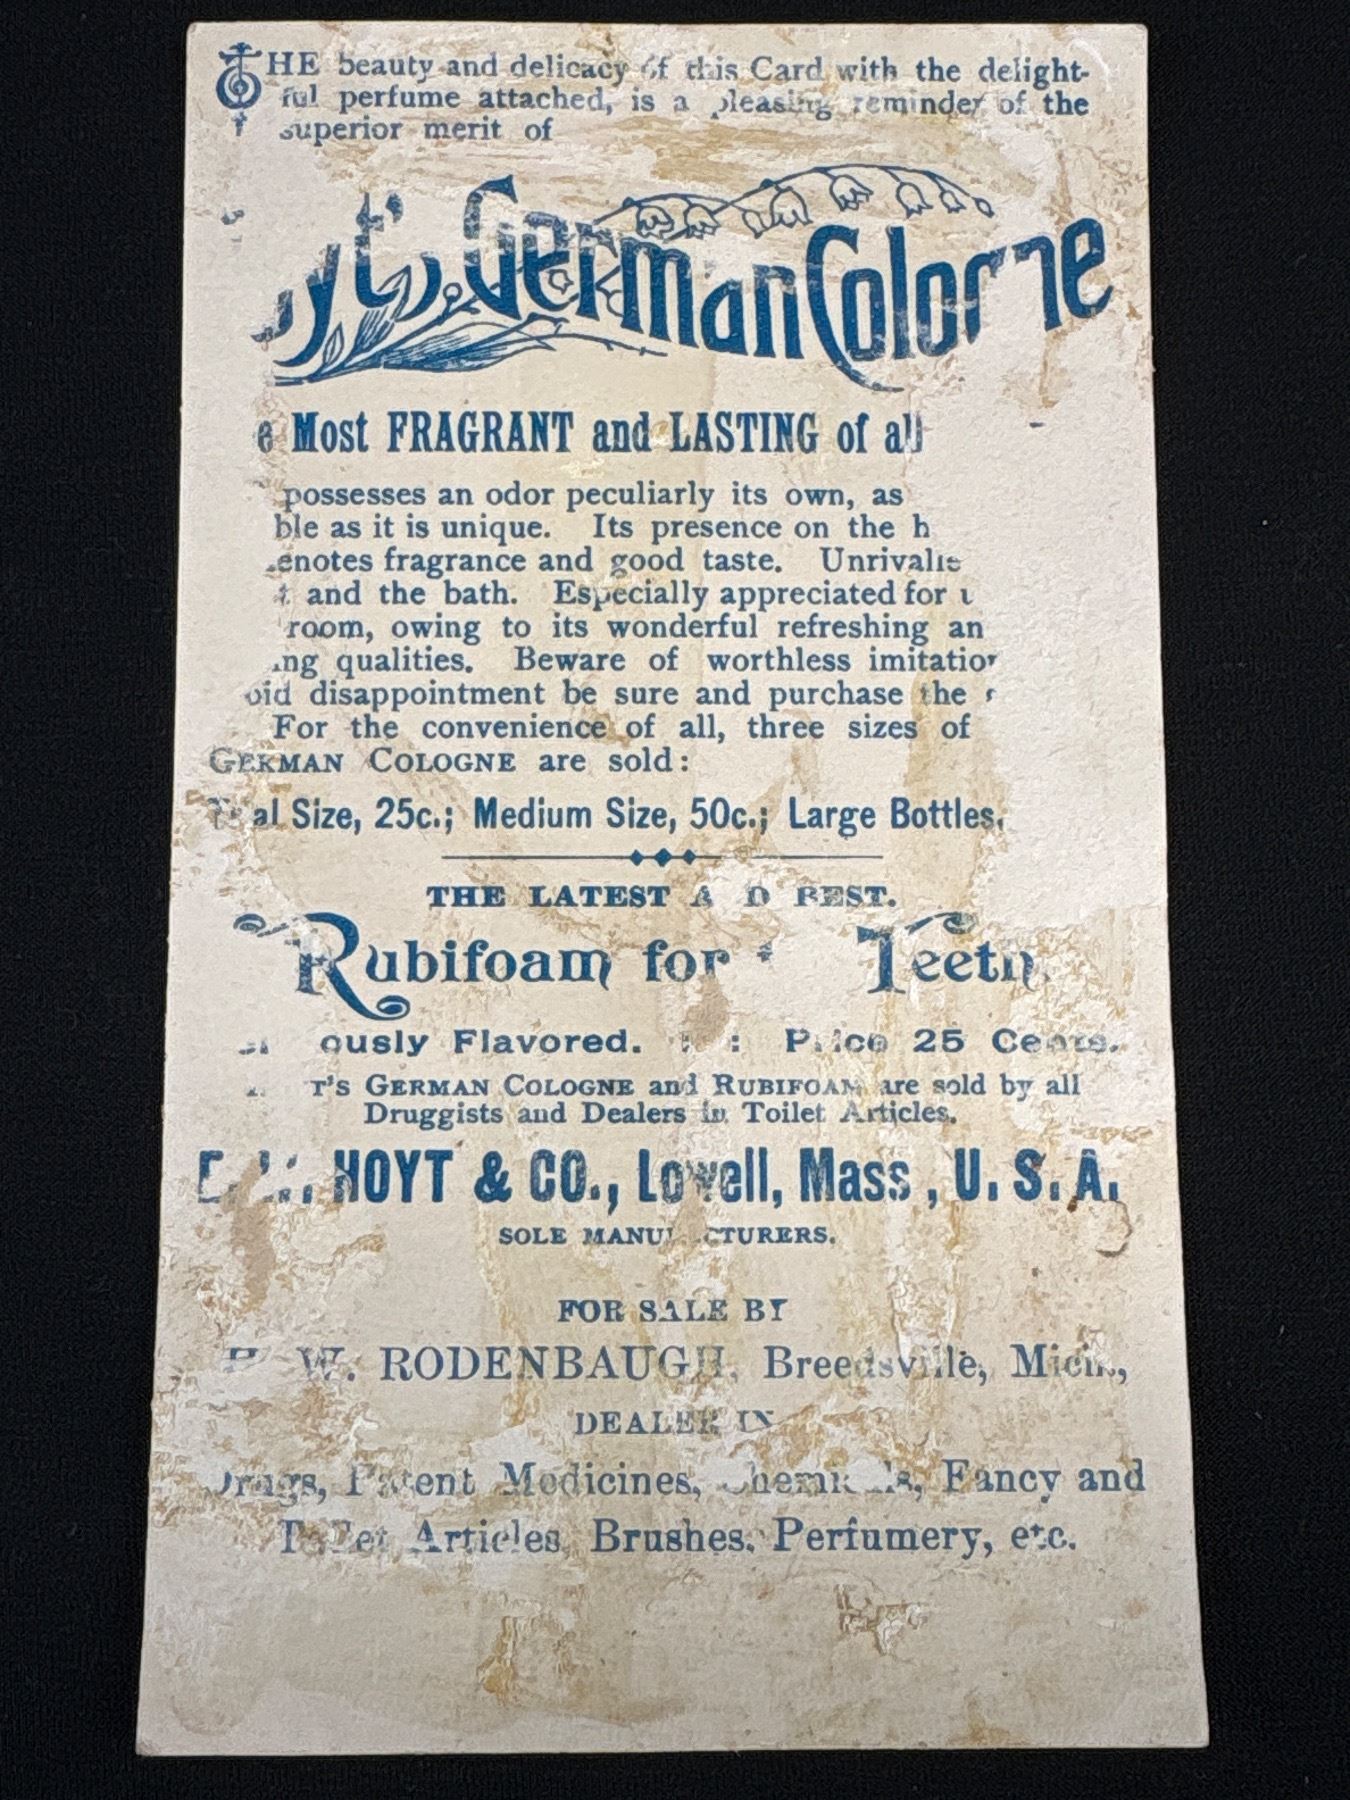 THE beauty and delicacy of this Card with the delight-
ful perfume attached, is a pleasing reminder of the
superior merit of
German Cologne
Most FRAGRANT and LASTING of all
possesses an odor peculiarly its own, as
as it is unique. Its presence on the
denotes fragrance and good taste.
and the bath. Especially appreciated for
room, owing to its wonderful refreshing
qualities. Beware of worthless
disappointment be sure and purchase the
For the convenience of all, three sizes of
GERMAN COLOGNE are sold:
Trial Size, 25c.; Medium Size, 50c.; Large Bottles,
THE LATEST AND BEST.
Rubifoam for Teeth.
Flavored. : Price 25 Cents.
GERMAN COLOGNE and RUBIFOAM are sold by all
Druggists and Dealers in Toilet Articles.
HOYT & CO., Lowell, Mass., U. S. A.
SOLE MANUFACTURERS.
FOR SALE BY
W. RODENBAUGH, Breedsville, Mich.,
DEALER IN
Drugs, Patent Medicines, Chemicals, Fancy and
Toilet Articles, Brushes, Perfumery, etc.